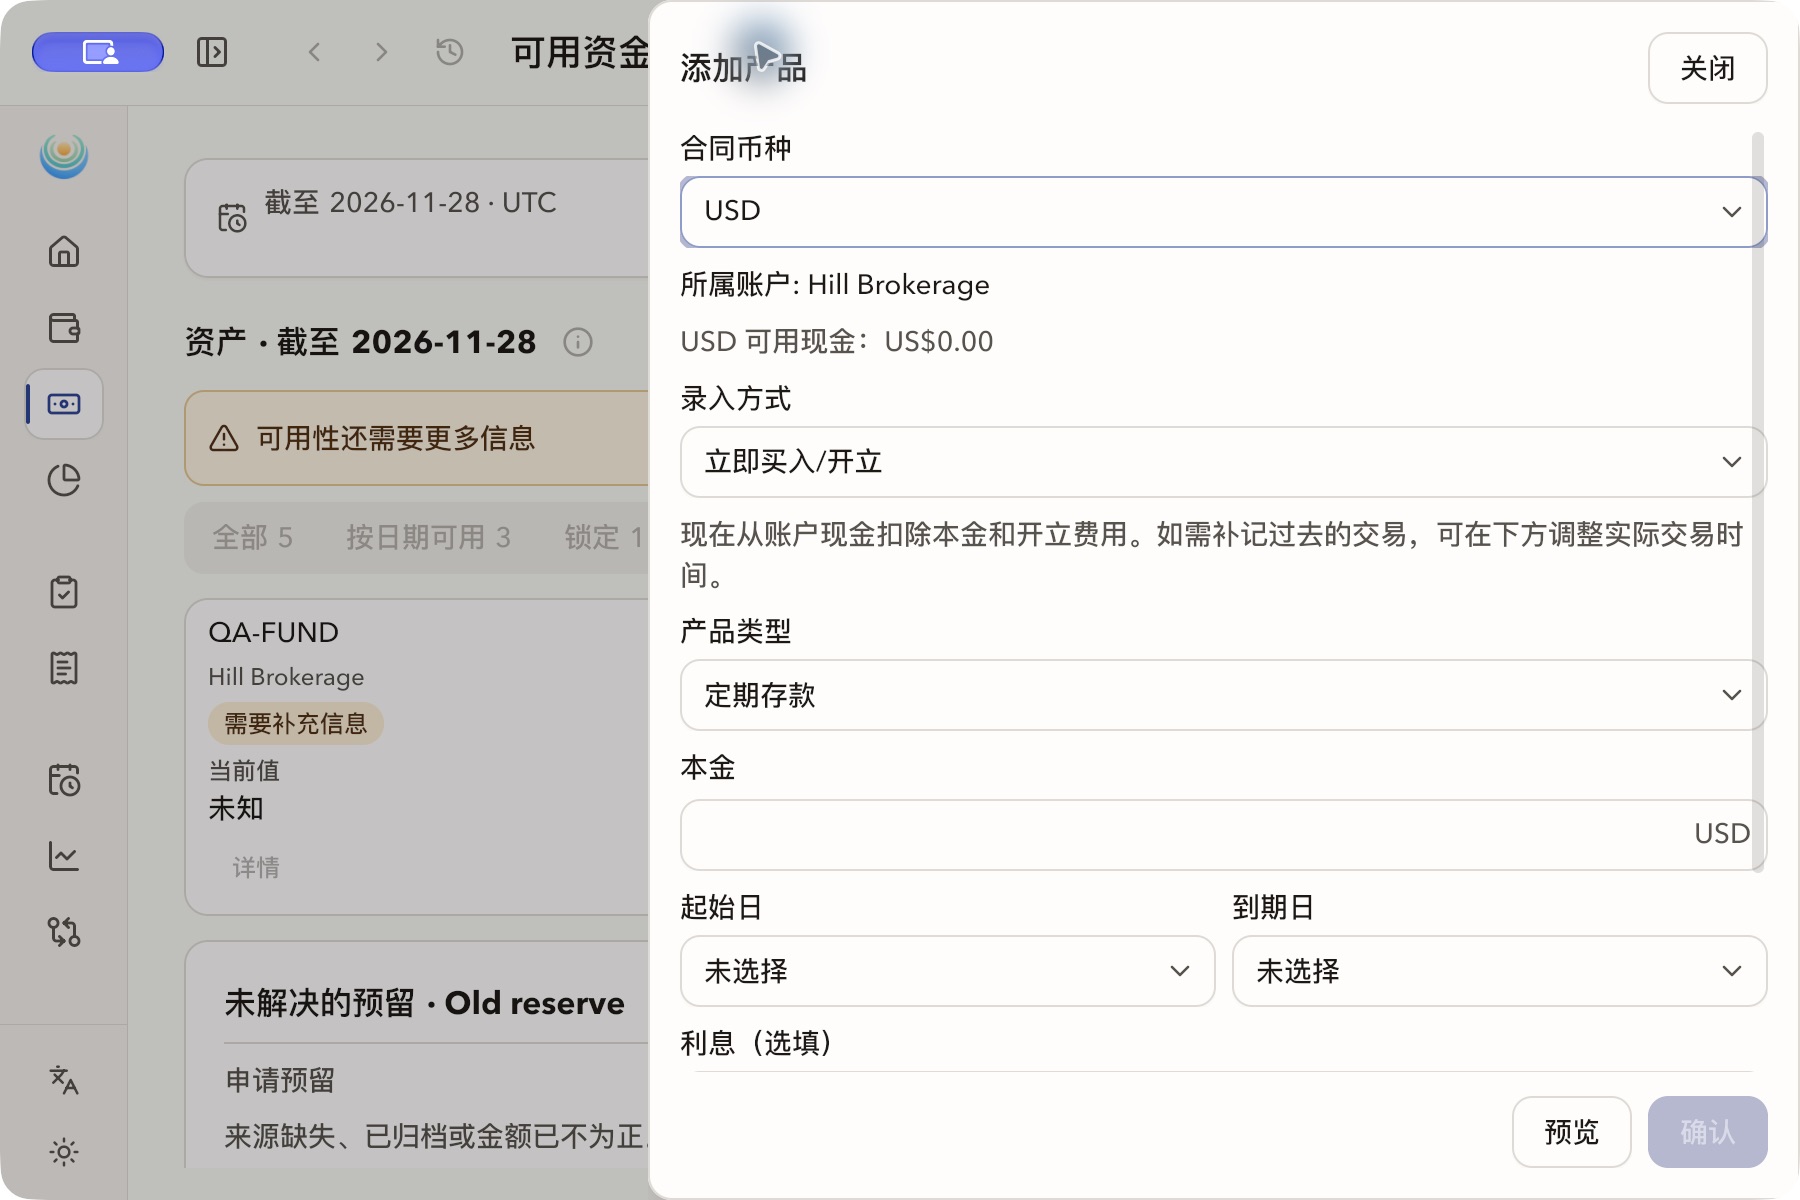 可用资金
截至 2026-11-28 · UTC
资产 · 截至 2026-11-28
可用性还需要更多信息
全部 5
按日期可用 3
锁定 1
QA-FUND
Hill Brokerage
需要补充信息
当前值
未知
详情
未解决的预留 · Old reserve
申请预留
来源缺失、已归档或金额已不为正
添加产品
关闭
合同币种
USD
所属账户: Hill Brokerage
USD 可用现金：US$0.00
录入方式
立即买入/开立
现在从账户现金扣除本金和开立费用。如需补记过去的交易，可在下方调整实际交易时
间。
产品类型
定期存款
本金
USD
起始日
到期日
未选择
未选择
利息（选填）
预览
确认